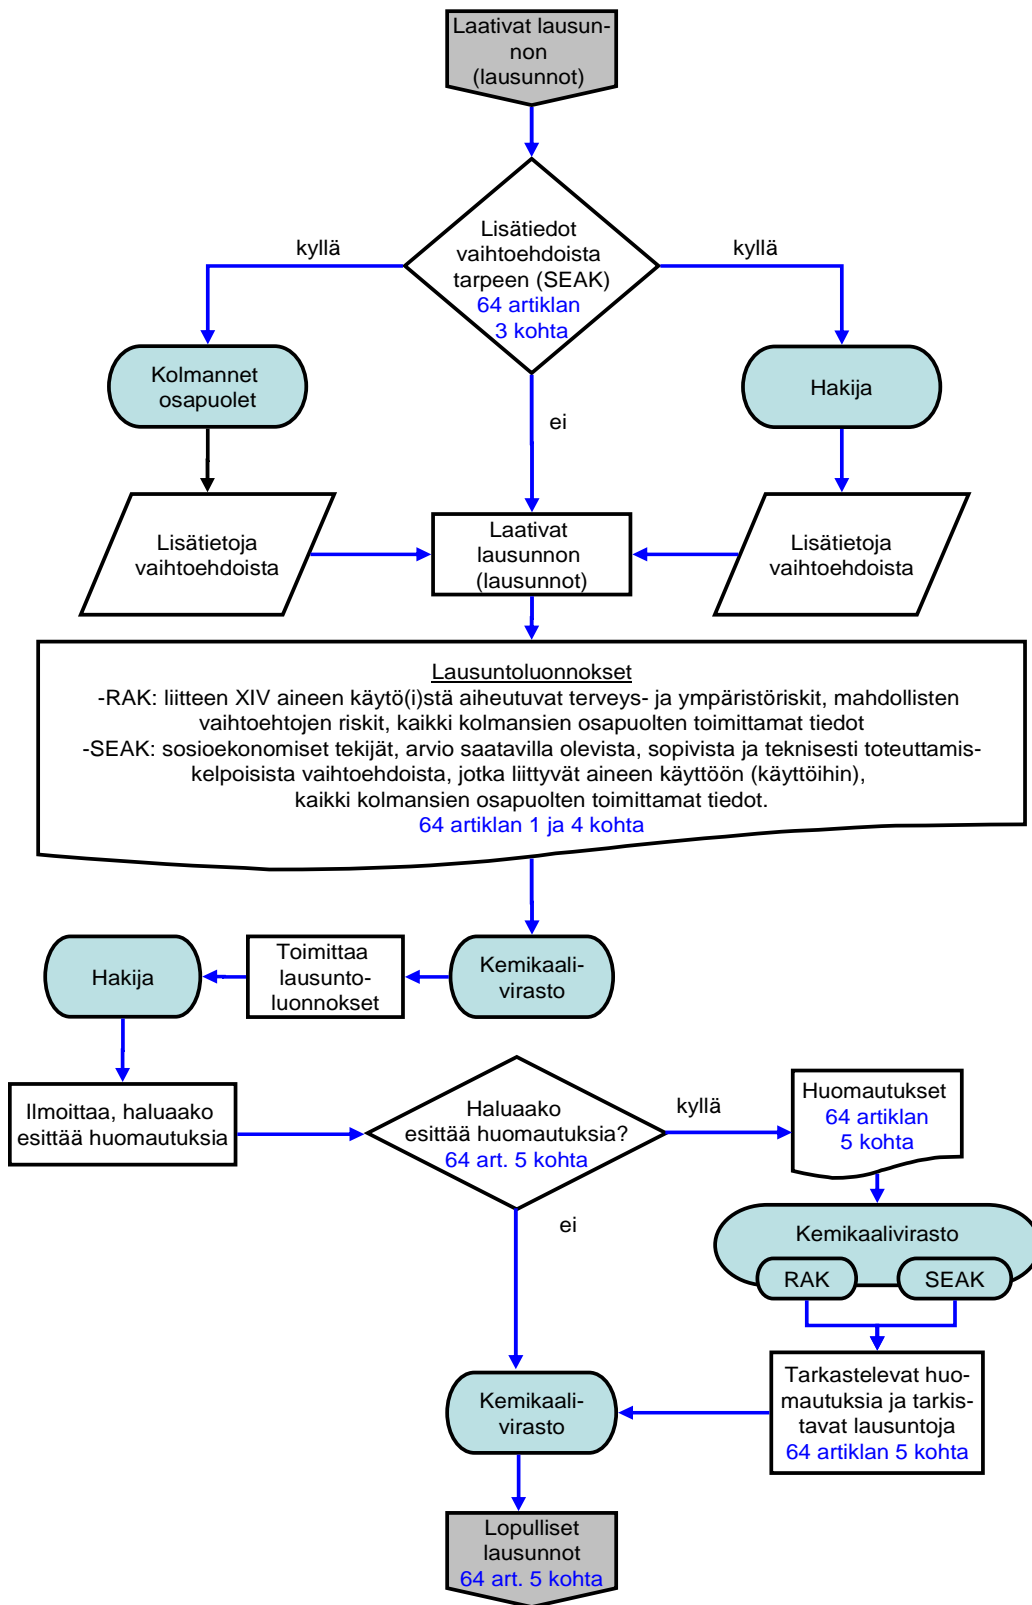 Laativat lausun-
non
(lausunnot)
Lisätiedot
vaihtoehdoista
tarpeen (SEAK)
64 artiklan
3 kohta
kyllä
kyllä
Kolmannet
osapuolet
Hakija
ei
Lisätietoja
vaihtoehdoista
Laativat
lausunnon
(lausunnot)
Lisätietoja
vaihtoehdoista
Lausuntoluonnokset
-RAK: liitteen XIV aineen käytö(i)stä aiheutuvat terveys- ja ympäristöriskit, mahdollisten
vaihtoehtojen riskit, kaikki kolmansien osapuolten toimittamat tiedot
-SEAK: sosioekonomiset tekijät, arvio saatavilla olevista, sopivista ja teknisesti toteuttamis-
kelpoisista vaihtoehdoista, jotka liittyvät aineen käyttöön (käyttöihin),
kaikki kolmansien osapuolten toimittamat tiedot.
64 artiklan 1 ja 4 kohta
Hakija
Toimittaa
lausunto-
luonnokset
Kemikaali-
virasto
Ilmoittaa, haluaako
esittää huomautuksia
Haluaako
esittää huomautuksia?
64 art. 5 kohta
kyllä
Huomautukset
64 artiklan
5 kohta
ei
Kemikaalivirasto
RAK
SEAK
Tarkastelevat huo-
mautuksia ja tarkis-
tavat lausuntoja
64 artiklan 5 kohta
Kemikaali-
virasto
Lopulliset
lausunnot
64 art. 5 kohta